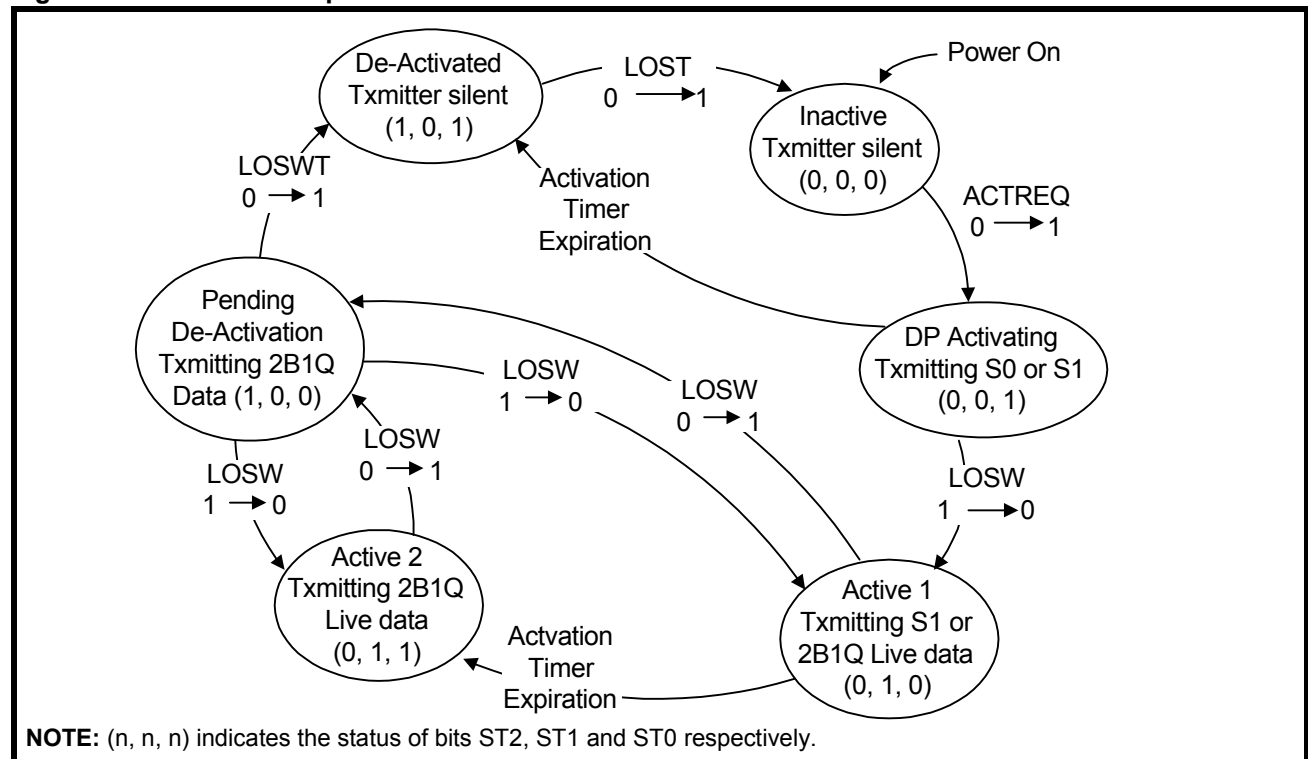 De-Activated
Txmitter silent
(1, 0, 1)
LOST
0 → 1
Power On
Inactive
Txmitter silent
(0, 0, 0)
ACTREQ
0 → 1
LOSWT
0 → 1
Activation
Timer
Expiration
Pending
De-Activation
Txmitting 2B1Q
Data (1, 0, 0)
DP Activating
Txmitting S0 or S1
(0, 0, 1)
LOSW
1 → 0
LOSW
0 → 1
LOSW
0 → 1
LOSW
1 → 0
LOSW
1 → 0
Active 2
Txmitting 2B1Q
Live data
(0, 1, 1)
Actvation
Timer
Expiration
Active 1
Txmitting S1 or
2B1Q Live data
(0, 1, 0)
NOTE: (n, n, n) indicates the status of bits ST2, ST1 and ST0 respectively.